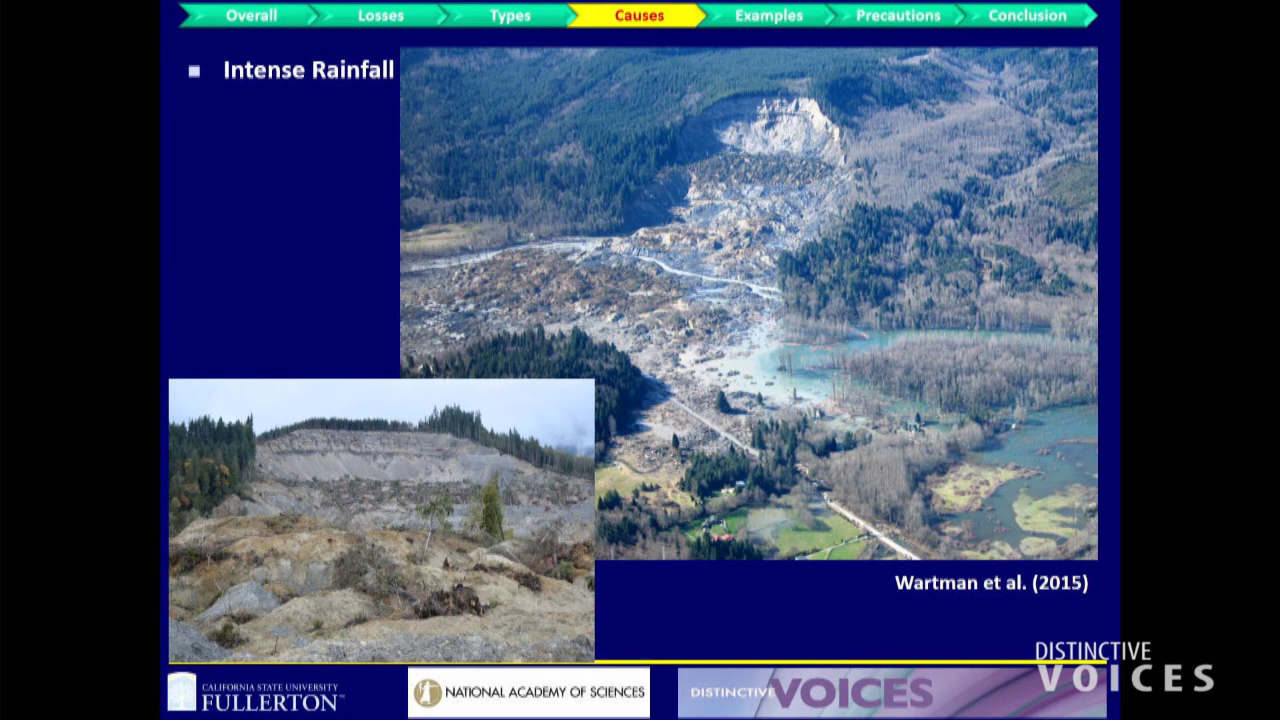 Overall
Losses
Types
Causes
Examples
Precautions
Conclusion
Intense Rainfall
Wartman et al. (2015)
CALIFORNIA STATE UNIVERSITY
FULLERTON™
NATIONAL ACADEMY OF SCIENCES
DISTINCTIVE VOICES
DISTINCTIVE
VOICES